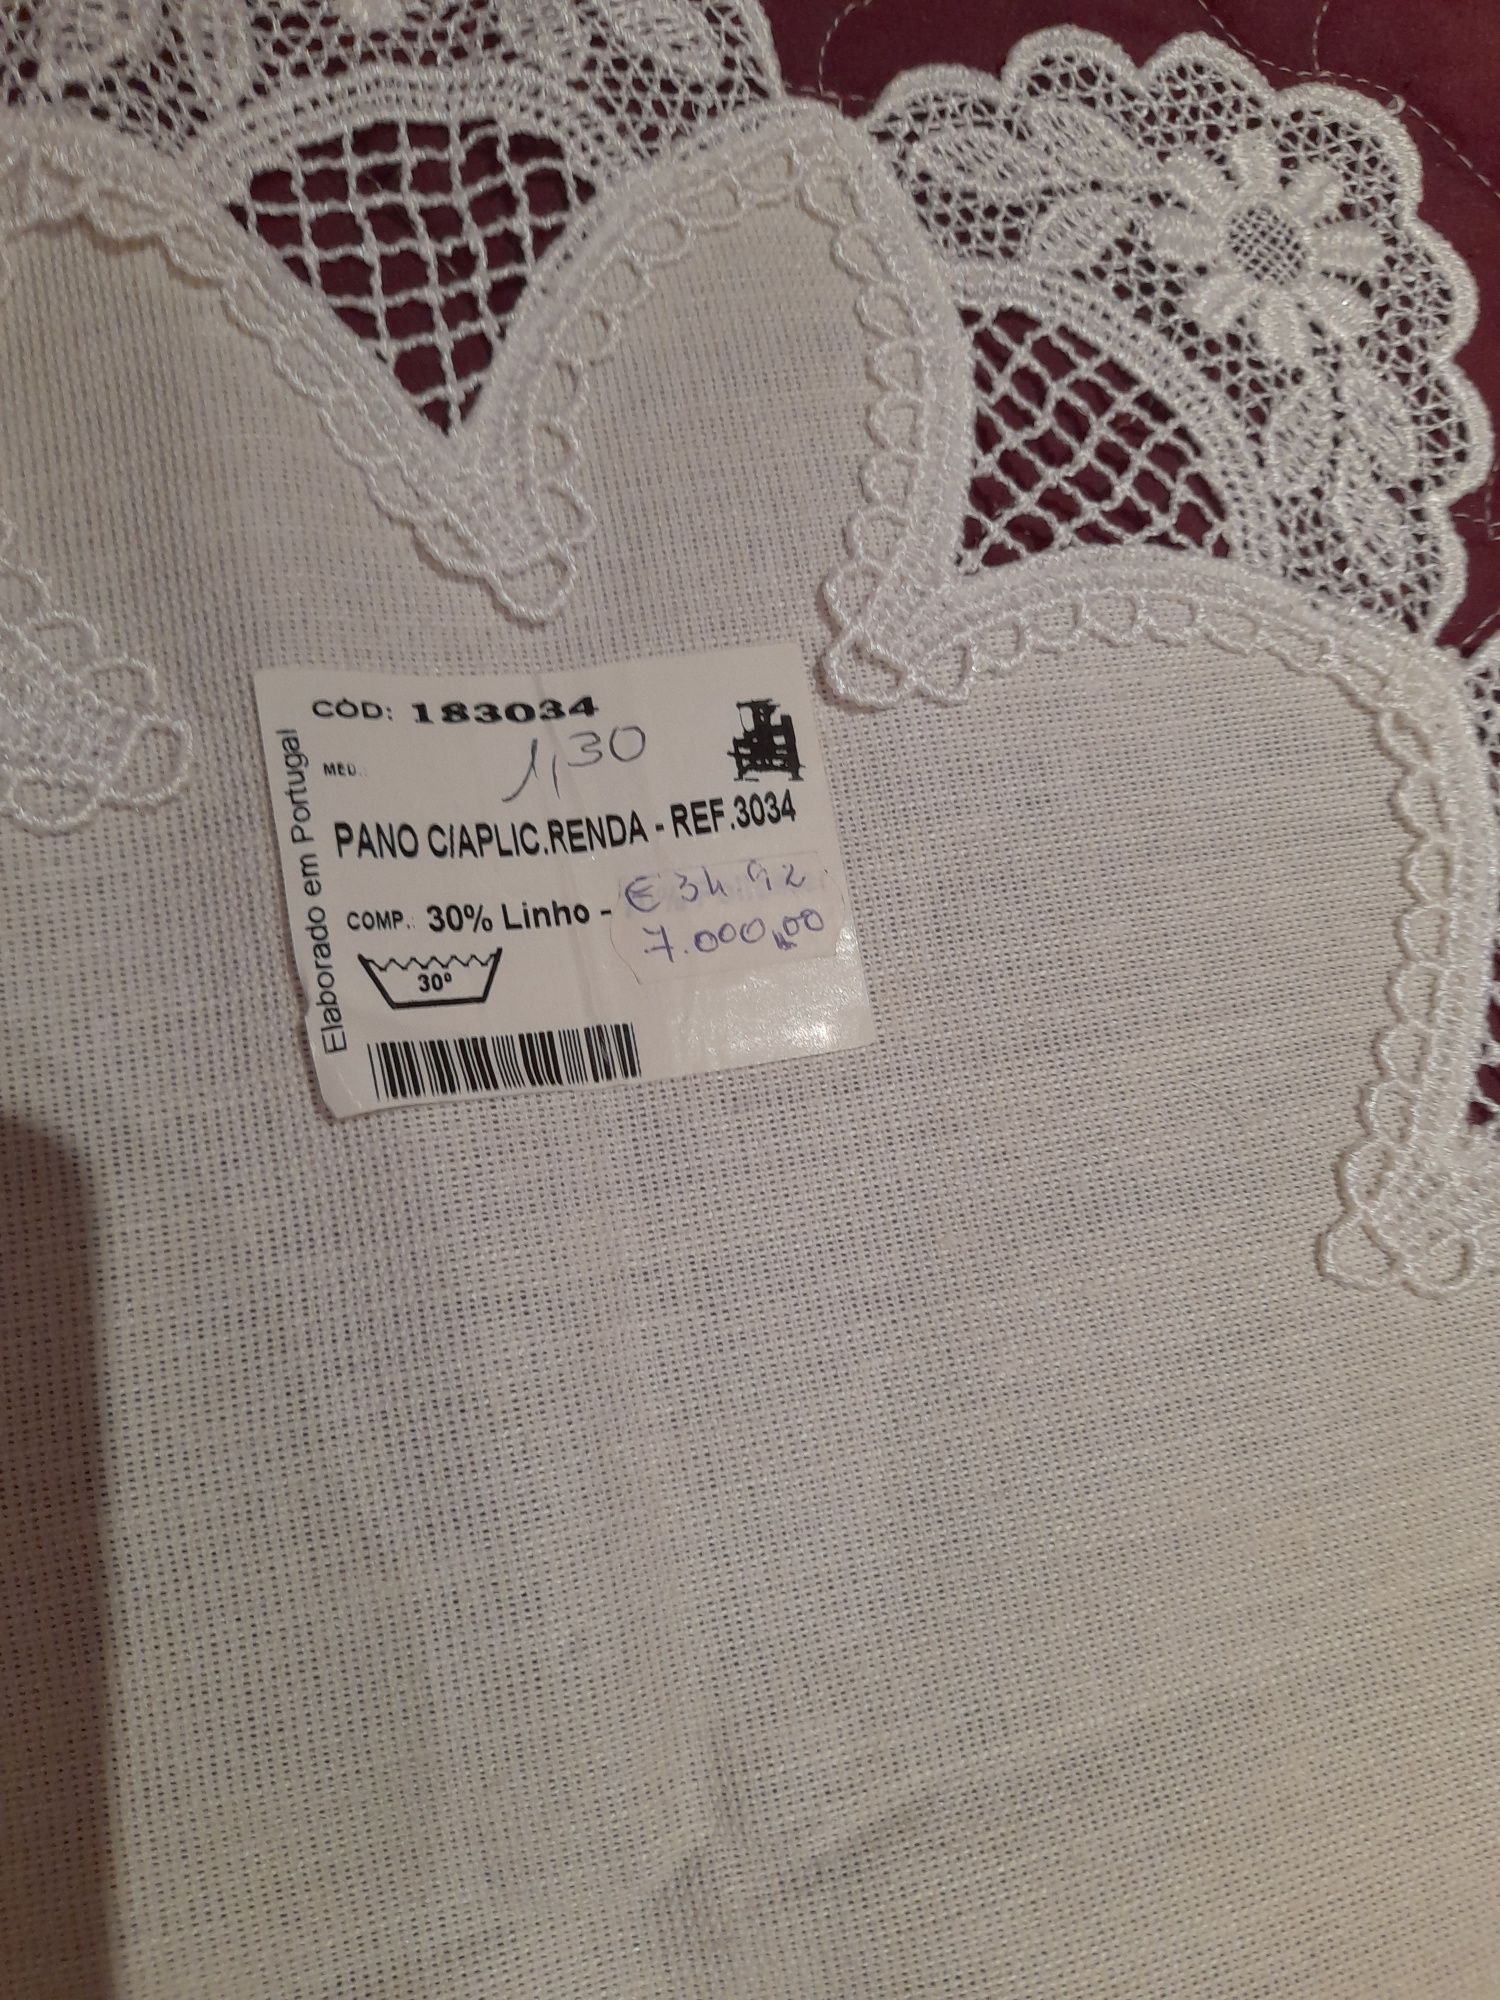 CÓD: 183034
MED.:
1,30
PANO C/APLIC.RENDA - REF.3034
COMP.: 30% Linho -
€ 34 92
7.000,00
30º
Elaborado em Portugal